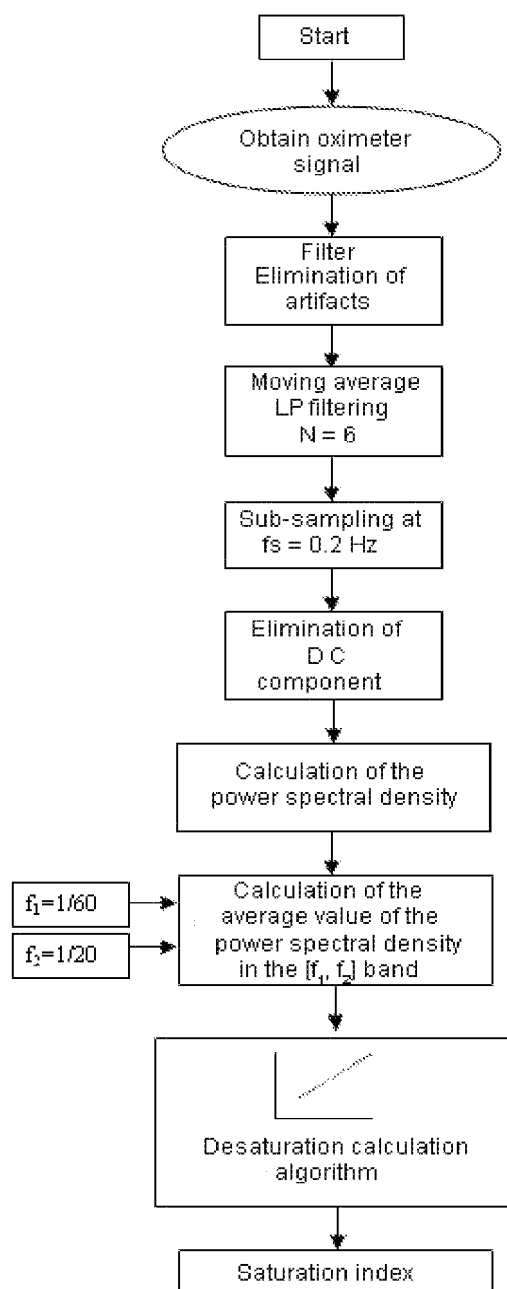 Start
Obtain oximeter
signal
Filter
Elimination of
artifacts
Moving average
LP filtering
N = 6
Sub-sampling at
fs = 0.2 Hz
Elimination of
D C
component
Calculation of the
power spectral density
f₁=1/60
f₂=1/20
Calculation of the
average value of the
power spectral density
in the [f₁, f₂] band
Desaturation calculation
algorithm
Saturation index